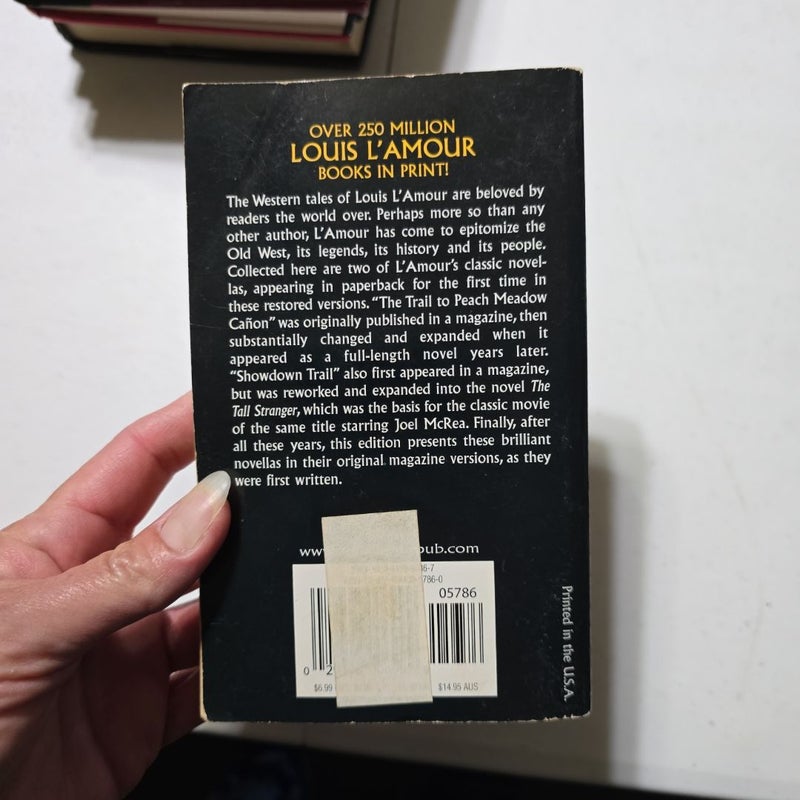 OVER 250 MILLION
LOUIS L'AMOUR
BOOKS IN PRINT!
The Western tales of Louis L'Amour are beloved by
readers the world over. Perhaps more so than any
other author, L'Amour has come to epitomize the
Old West, its legends, its history and its people.
Collected here are two of L'Amour's classic novel-
las, appearing in paperback for the first time in
these restored versions. "The Trail to Peach Meadow
Cañon" was originally published in a magazine, then
substantially changed and expanded when it
appeared as a full-length novel years later.
"Showdown Trail" also first appeared in a magazine,
but was reworked and expanded into the novel The
Tall Stranger, which was the basis for the classic movie
of the same title starring Joel McRea. Finally, after
all these years, this edition presents these brilliant
novellas in their original magazine versions, as they
were first written.
pub.com
6-7
786-0
05786
0 2
$6.99 $14.95 AUS
Printed in the U.S.A.